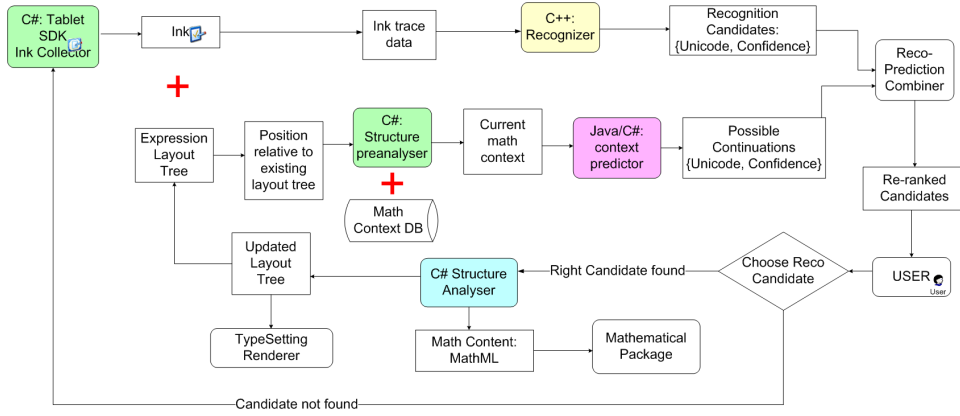 C#: Tablet
SDK
Ink Collector
Ink
Ink trace
data
C++:
Recognizer
Recognition
Candidates:
{Unicode, Confidence}
Reco-
Prediction
Combiner
Expression
Layout
Tree
Position
relative to
existing
layout tree
C#:
Structure
preanalyser
Current
math
context
Java/C#:
context
predictor
Possible
Continuations
{Unicode, Confidence}
Re-ranked
Candidates
Math
Context DB
Updated
Layout
Tree
C# Structure
Analyser
Right Candidate found
Choose Reco
Candidate
USER
User
TypeSetting
Renderer
Math Content:
MathML
Mathematical
Package
Candidate not found